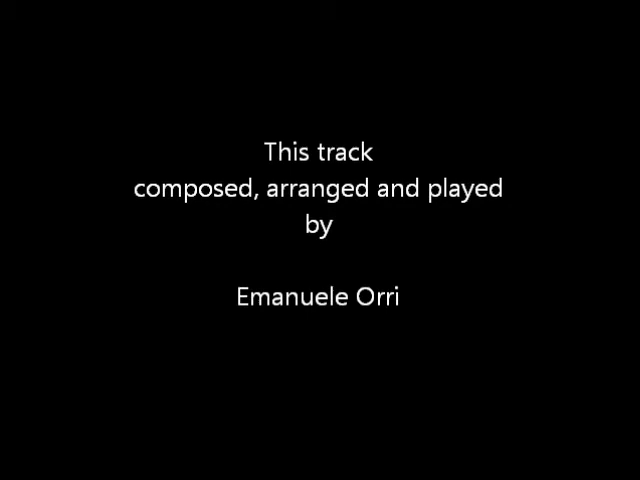 This track
composed, arranged and played
by
Emanuele Orri